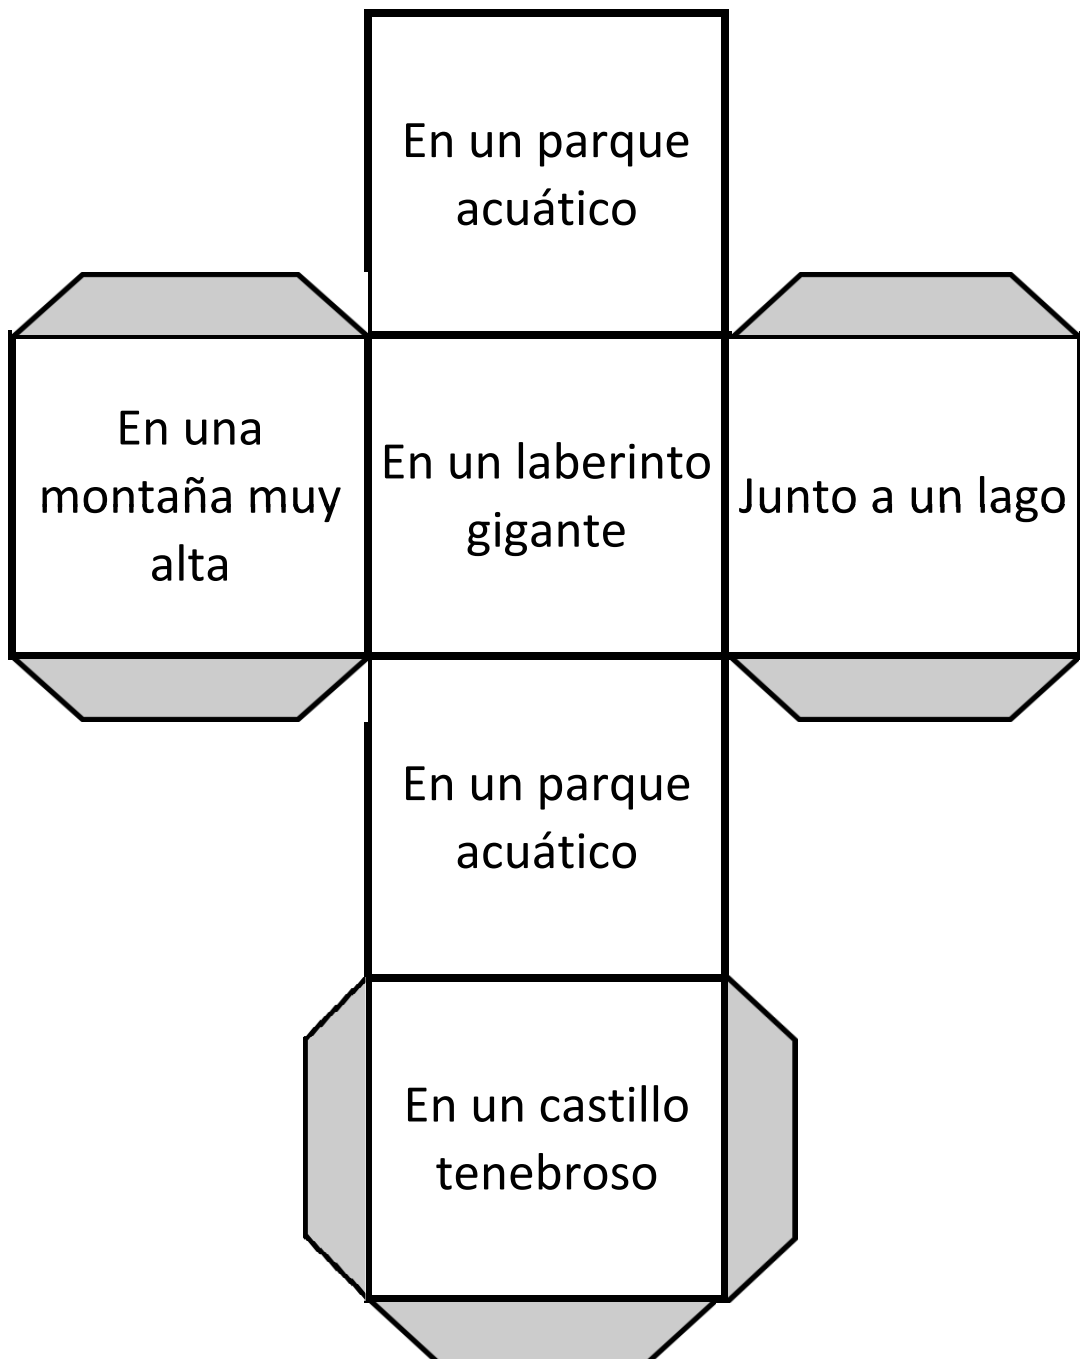 En un parque
acuático
En una
montaña muy
alta
En un laberinto
gigante
Junto a un lago
En un parque
acuático
En un castillo
tenebroso